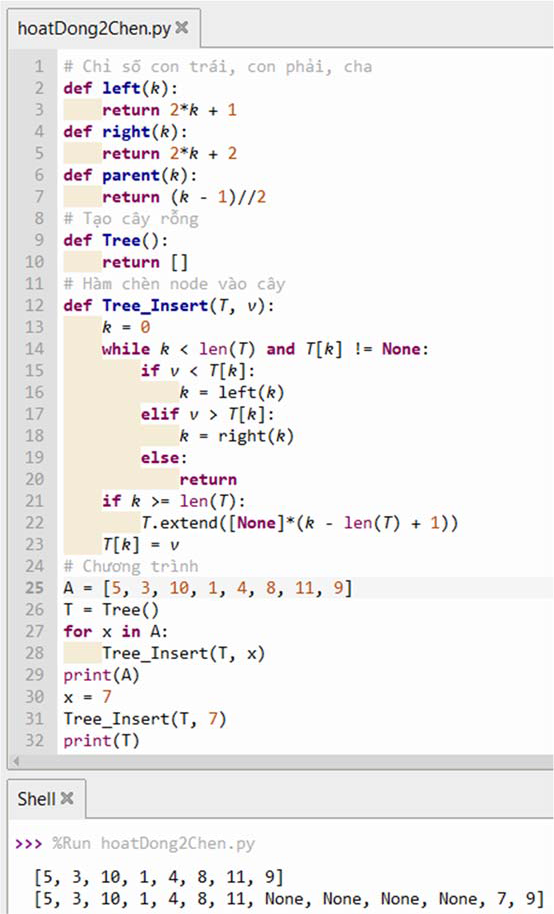 hoatDong2Chen.py
1 # Chỉ số con trái, con phải, cha
2 def left(k):
3     return 2*k + 1
4 def right(k):
5     return 2*k + 2
6 def parent(k):
7     return (k - 1)//2
8 # Tạo cây rỗng
9 def Tree():
10     return []
11 # Hàm chèn node vào cây
12 def Tree_Insert(T, v):
13     k = 0
14     while k < len(T) and T[k] != None:
15         if v < T[k]:
16             k = left(k)
17         elif v > T[k]:
18             k = right(k)
19         else:
20             return
21     if k >= len(T):
22         T.extend([None]*(k - len(T) + 1))
23     T[k] = v
24 # Chương trình
25 A = [5, 3, 10, 1, 4, 8, 11, 9]
26 T = Tree()
27 for x in A:
28     Tree_Insert(T, x)
29 print(A)
30 x = 7
31 Tree_Insert(T, 7)
32 print(T)
Shell
>>> %Run hoatDong2Chen.py
[5, 3, 10, 1, 4, 8, 11, 9]
[5, 3, 10, 1, 4, 8, 11, None, None, None, None, 7, 9]